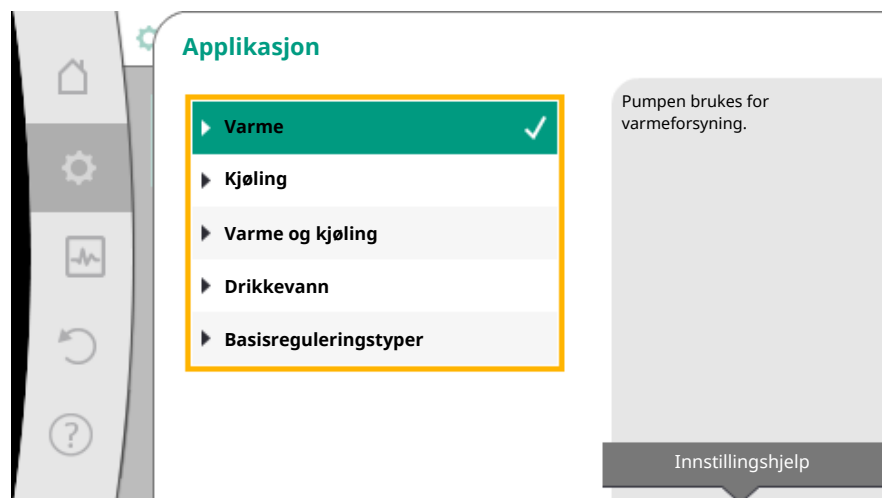 Applikasjon
Varme
Kjøling
Varme og kjøling
Drikkevann
Basisreguleringstyper
Pumpen brukes for
varmeforsyning.
Innstillingshjelp
?